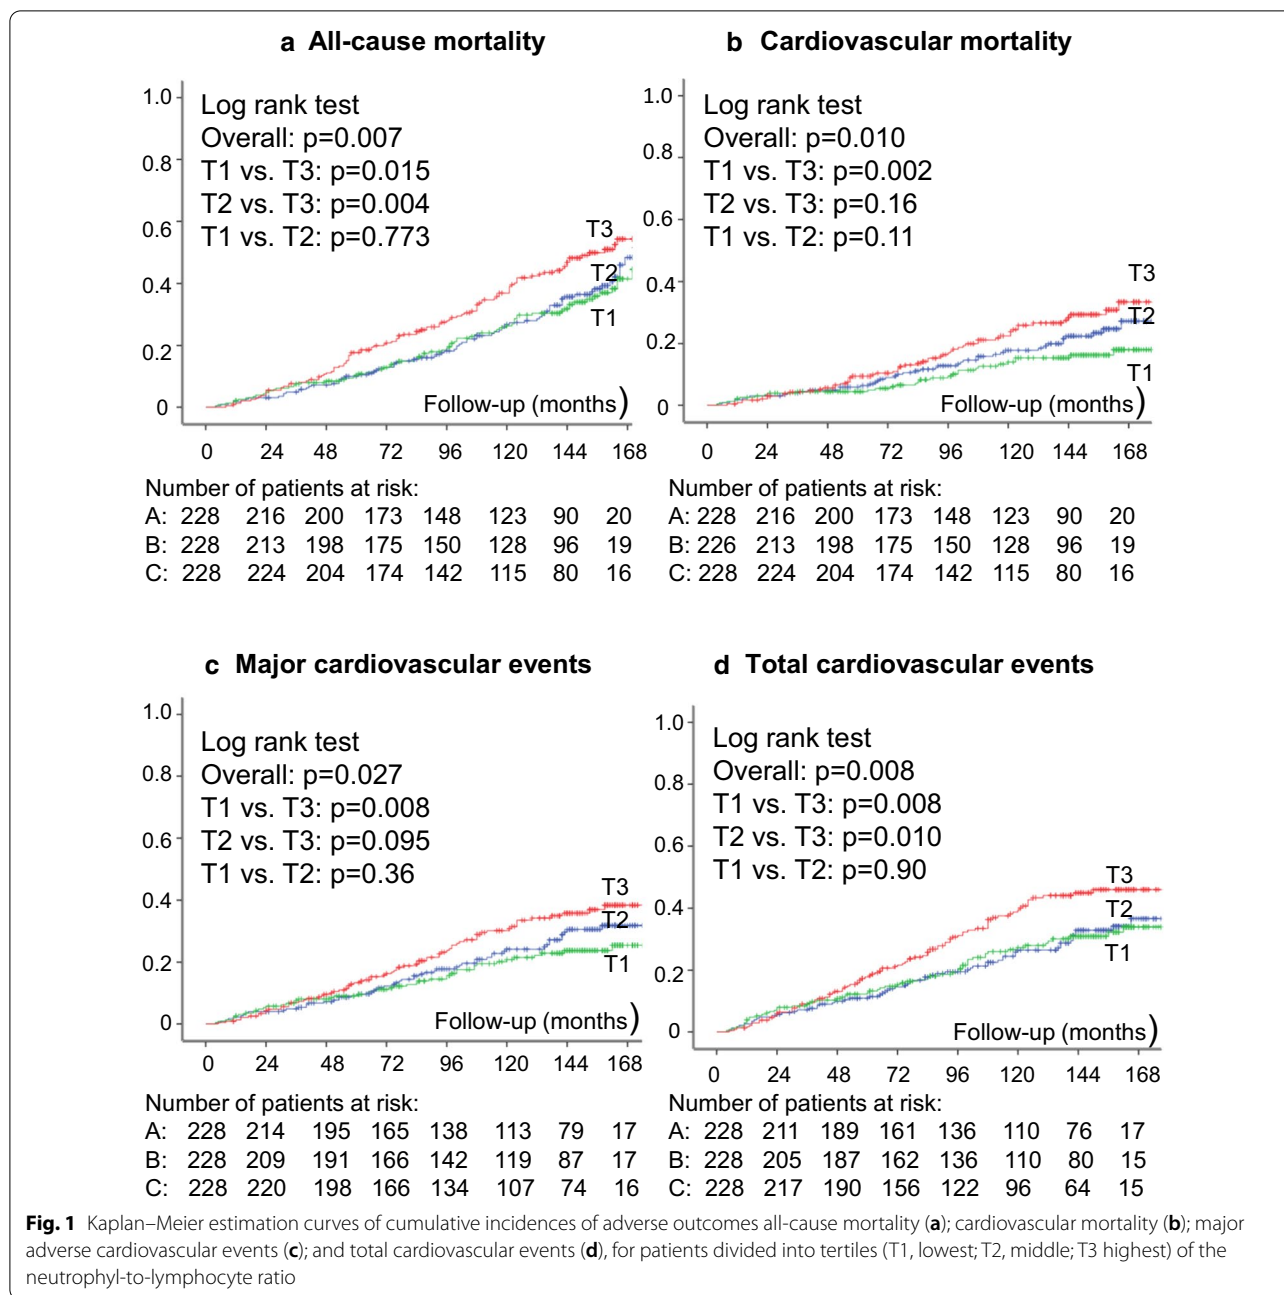 a All-cause mortality
1.0
0.8
0.6
0.4
0.2
0
Log rank test
Overall: p=0.007
T1 vs. T3: p=0.015
T2 vs. T3: p=0.004
T1 vs. T2: p=0.773
T3
T2
T1
Follow-up (months)
0 24 48 72 96 120 144 168
Number of patients at risk:
A: 228 216 200 173 148 123 90 20
B: 228 213 198 175 150 128 96 19
C: 228 224 204 174 142 115 80 16
b Cardiovascular mortality
1.0
0.8
0.6
0.4
0.2
0
Log rank test
Overall: p=0.010
T1 vs. T3: p=0.002
T2 vs. T3: p=0.16
T1 vs. T2: p=0.11
T3
T2
T1
Follow-up (months)
0 24 48 72 96 120 144 168
Number of patients at risk:
A: 228 216 200 173 148 123 90 20
B: 226 213 198 175 150 128 96 19
C: 228 224 204 174 142 115 80 16
c Major cardiovascular events
1.0
0.8
0.6
0.4
0.2
0
Log rank test
Overall: p=0.027
T1 vs. T3: p=0.008
T2 vs. T3: p=0.095
T1 vs. T2: p=0.36
T3
T2
T1
Follow-up (months)
0 24 48 72 96 120 144 168
Number of patients at risk:
A: 228 214 195 165 138 113 79 17
B: 228 209 191 166 142 119 87 17
C: 228 220 198 166 134 107 74 16
d Total cardiovascular events
1.0
0.8
0.6
0.4
0.2
0
Log rank test
Overall: p=0.008
T1 vs. T3: p=0.008
T2 vs. T3: p=0.010
T1 vs. T2: p=0.90
T3
T2
T1
Follow-up (months)
0 24 48 72 96 120 144 168
Number of patients at risk:
A: 228 211 189 161 136 110 76 17
B: 228 205 187 162 136 110 80 15
C: 228 217 190 156 122 96 64 15
Fig. 1 Kaplan–Meier estimation curves of cumulative incidences of adverse outcomes all-cause mortality (a); cardiovascular mortality (b); major
adverse cardiovascular events (c); and total cardiovascular events (d), for patients divided into tertiles (T1, lowest; T2, middle; T3 highest) of the
neutrophyl-to-lymphocyte ratio